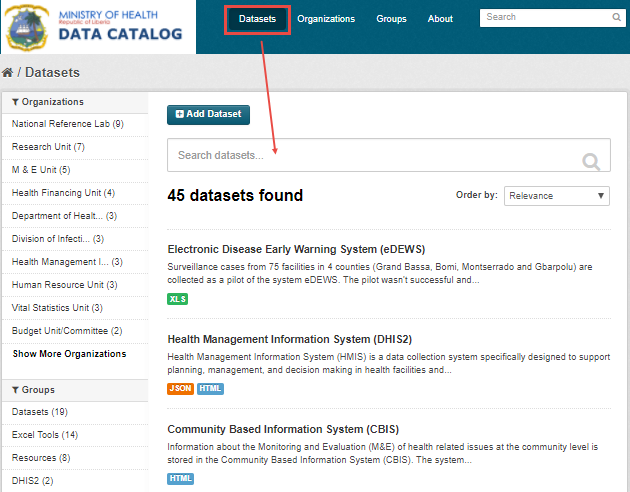 MINISTRY OF HEALTH
Republic of Liberia
DATA CATALOG
Datasets
Organizations
Groups
About
Search
/ Datasets
Organizations
National Reference Lab (9)
Research Unit (7)
M & E Unit (5)
Health Financing Unit (4)
Department of Healt... (3)
Division of Infecti... (3)
Health Management I... (3)
Human Resource Unit (3)
Vital Statistics Unit (3)
Budget Unit/Committee (2)
Show More Organizations
Groups
Datasets (19)
Excel Tools (14)
Resources (8)
DHIS2 (2)
Add Dataset
Search datasets...
45 datasets found
Order by:
Relevance
Electronic Disease Early Warning System (eDEWS)
Surveillance cases from 75 facilities in 4 counties (Grand Bassa, Bomi, Montserrado and Gbarpolu) are
collected as a pilot of the system eDEWS. The pilot wasn't successful and...
XLS
Health Management Information System (DHIS2)
Health Management Information System (HMIS) is a data collection system specifically designed to support
planning, management, and decision making in health facilities and...
JSON HTML
Community Based Information System (CBIS)
Information about the Monitoring and Evaluation (M&E) of health related issues at the community level is
stored in the Community Based Information System (CBIS). The system...
HTML